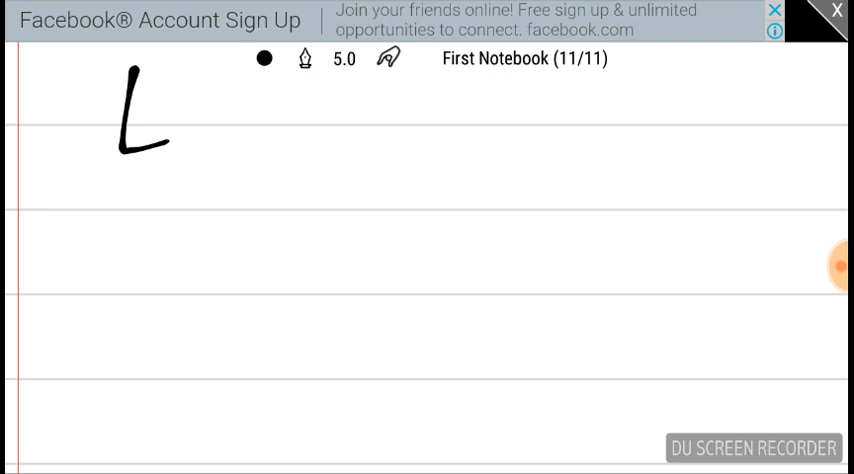 Facebook® Account Sign Up
Join your friends online! Free sign up & unlimited
opportunities to connect. facebook.com
X
5.0
First Notebook (11/11)
L
DU SCREEN RECORDER